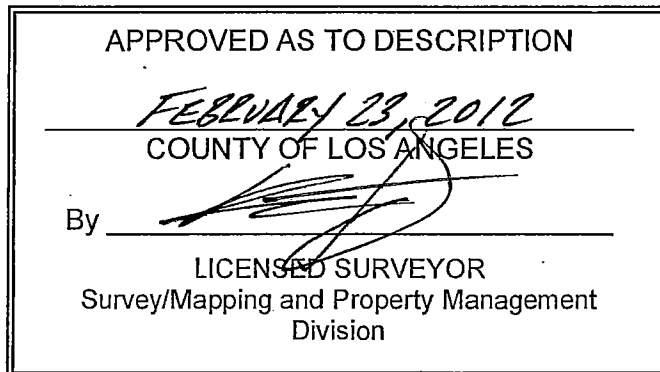 APPROVED AS TO DESCRIPTION
FEBRUARY 23, 2012
COUNTY OF LOS ANGELES
By
LICENSED SURVEYOR
Survey/Mapping and Property Management
Division